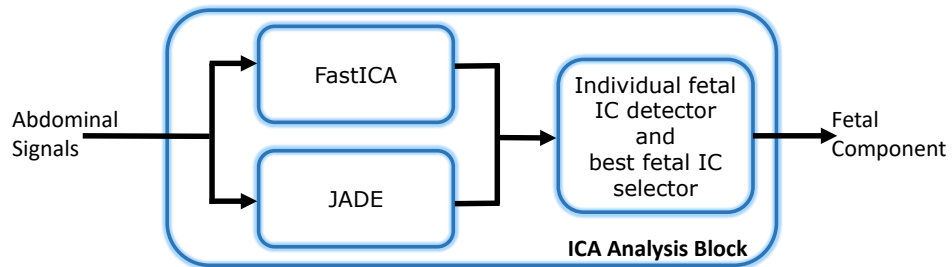 Abdominal
Signals
FastICA
JADE
Individual fetal
IC detector
and
best fetal IC
selector
Fetal
Component
ICA Analysis Block